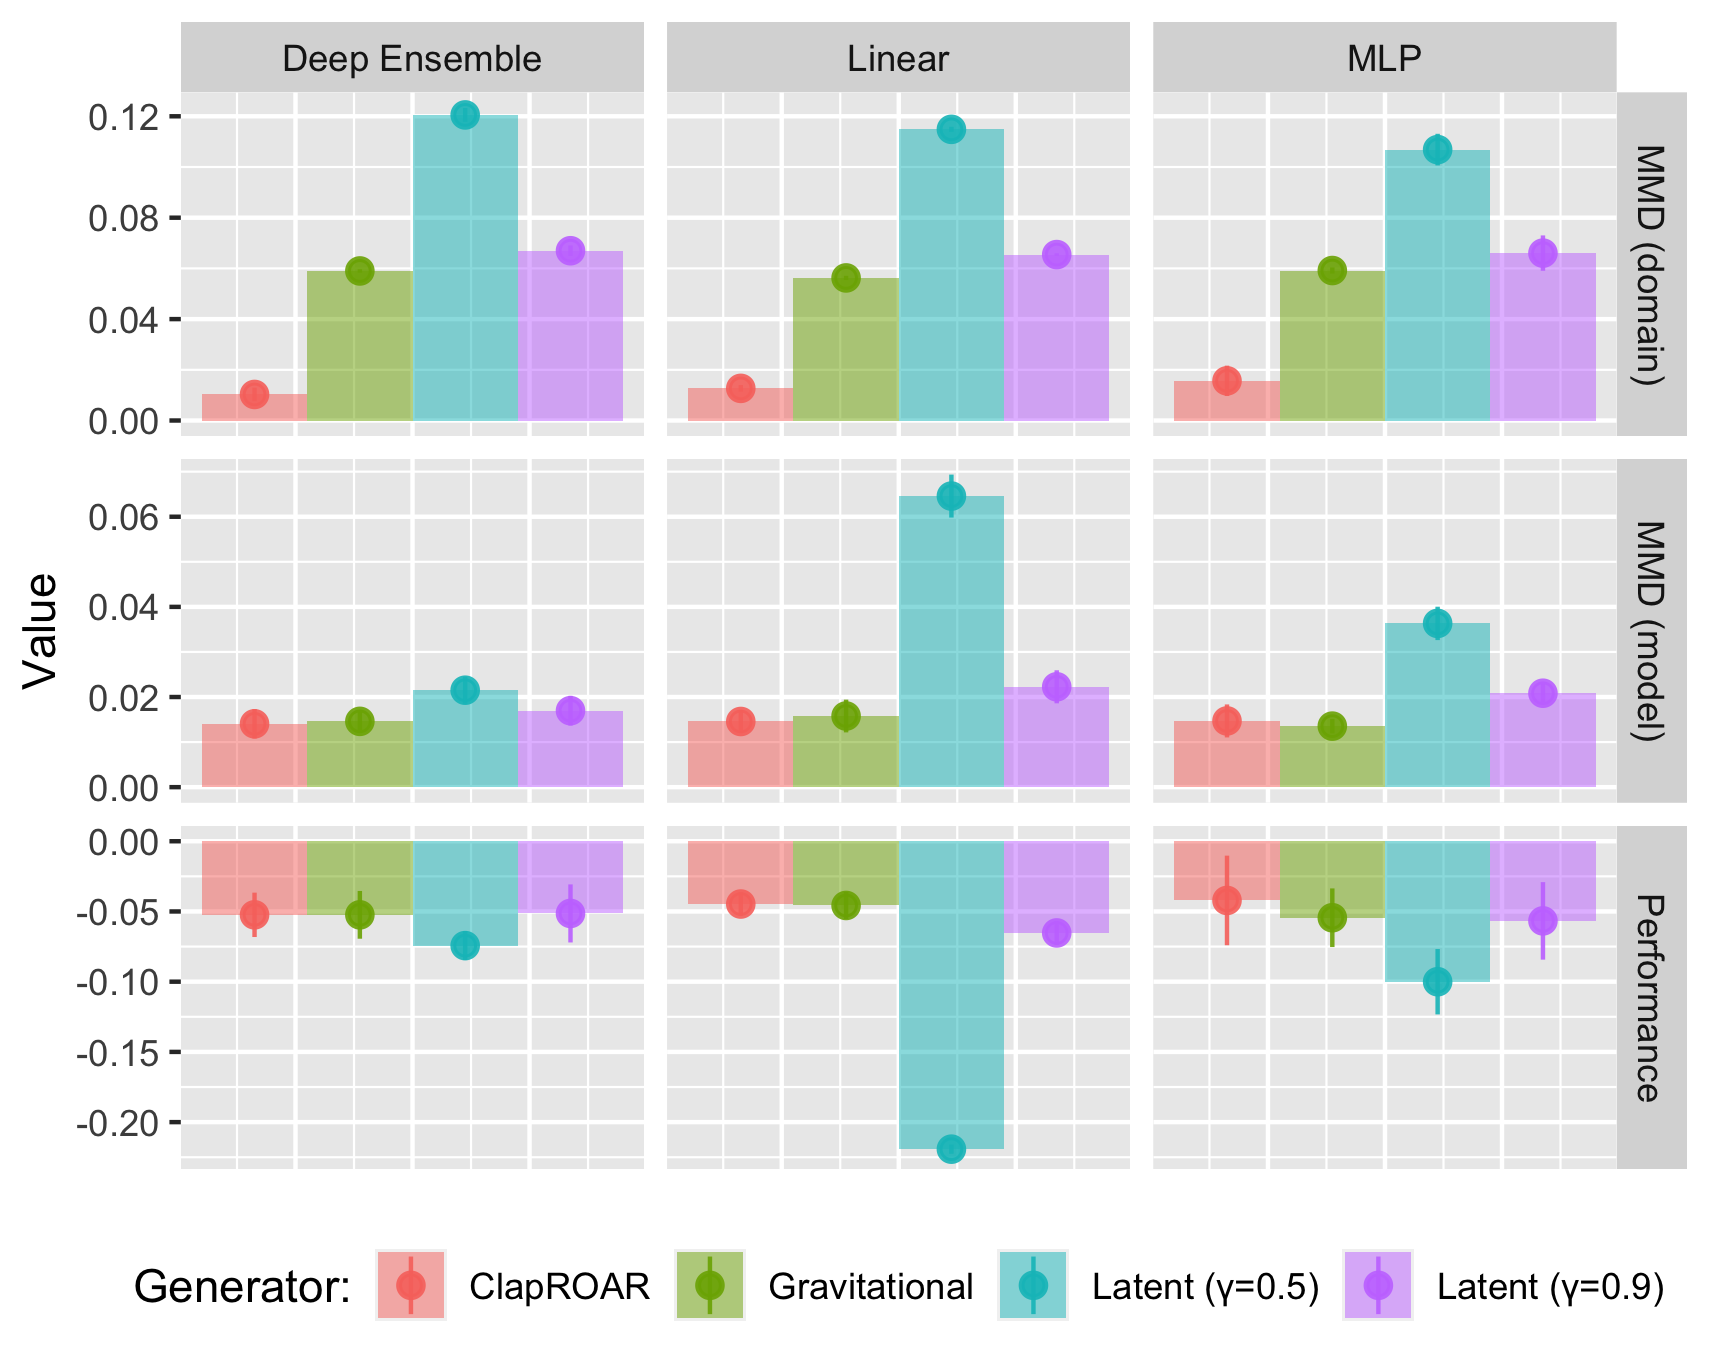 Deep Ensemble
Linear
MLP
0.12
0.08
0.04
0.00
MMD (domain)
0.06
0.04
0.02
0.00
MMD (model)
0.00
-0.05
-0.10
-0.15
-0.20
Performance
Value
Generator: ClapROAR Gravitational Latent (γ=0.5) Latent (γ=0.9)